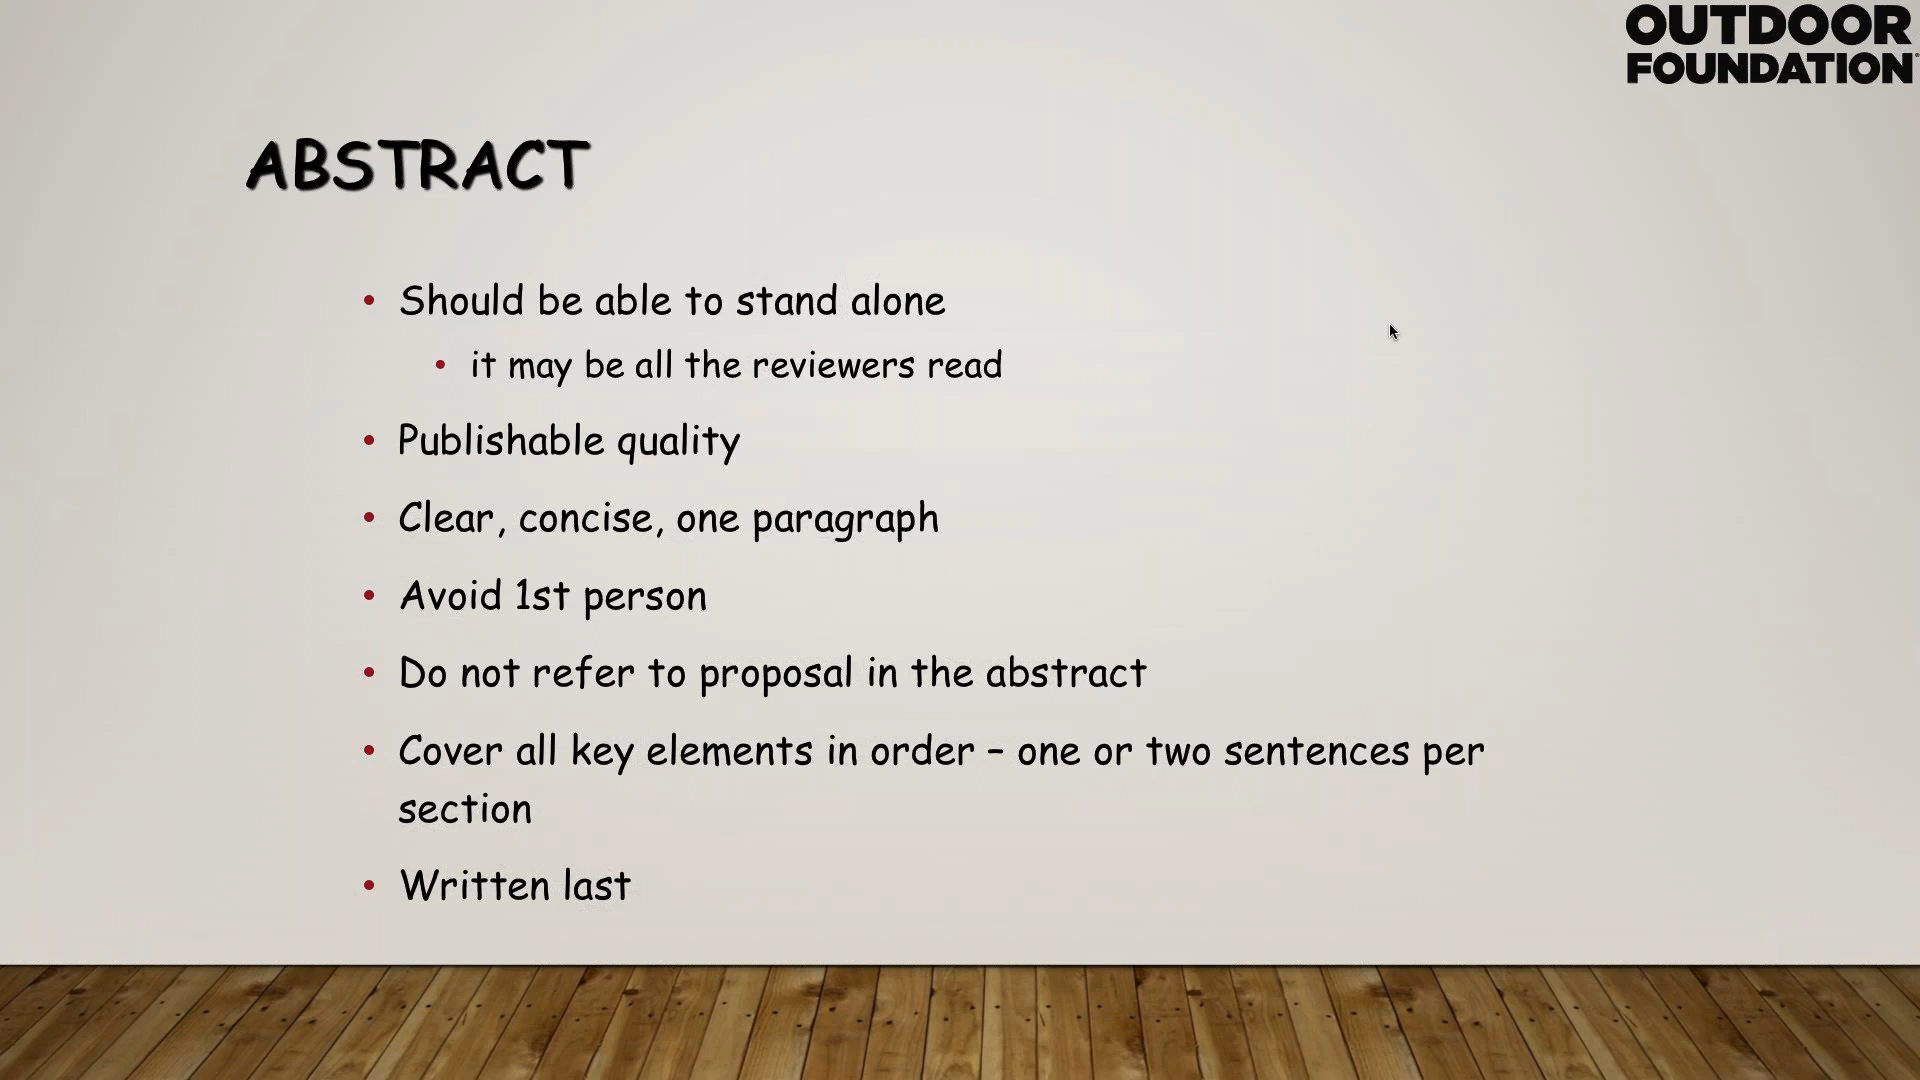 OUTDOOR
FOUNDATION
ABSTRACT
• Should be able to stand alone
• it may be all the reviewers read
• Publishable quality
• Clear, concise, one paragraph
• Avoid 1st person
• Do not refer to proposal in the abstract
• Cover all key elements in order – one or two sentences per
section
• Written last